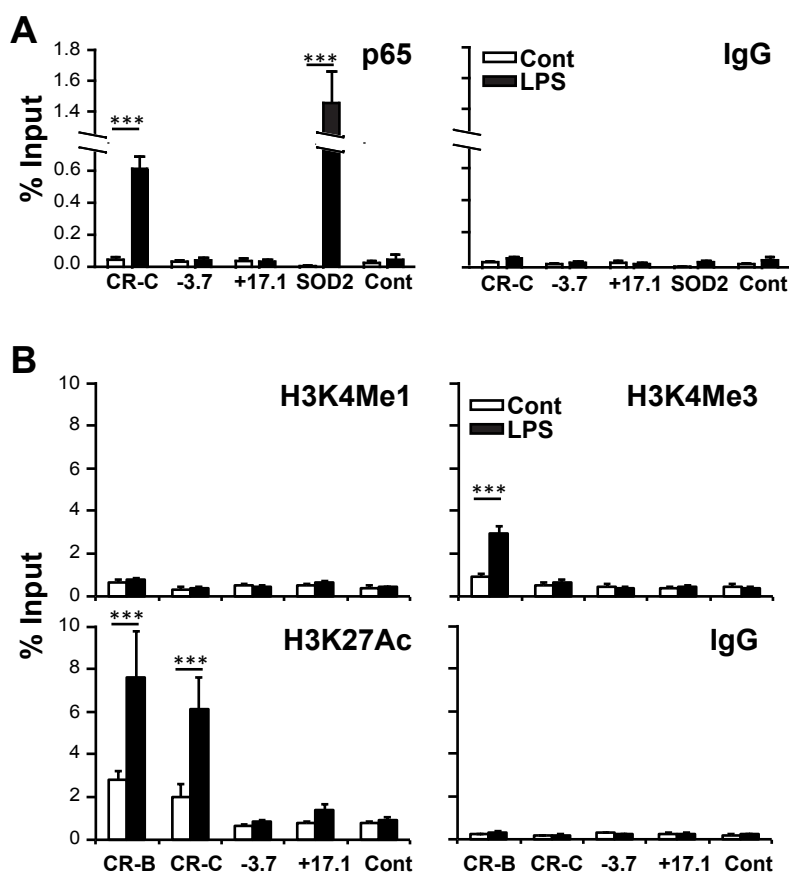 A
p65
IgG
% Input
1.8
1.6
1.4
0.6
0.4
0.2
0.0
***
***
Cont
LPS
CR-C -3.7 +17.1 SOD2 Cont
CR-C -3.7 +17.1 SOD2 Cont
B
H3K4Me1
H3K4Me3
% Input
10
8
6
4
2
0
Cont
LPS
***
H3K27Ac
IgG
10
8
6
4
2
0
***
***
CR-B CR-C -3.7 +17.1 Cont
CR-B CR-C -3.7 +17.1 Cont